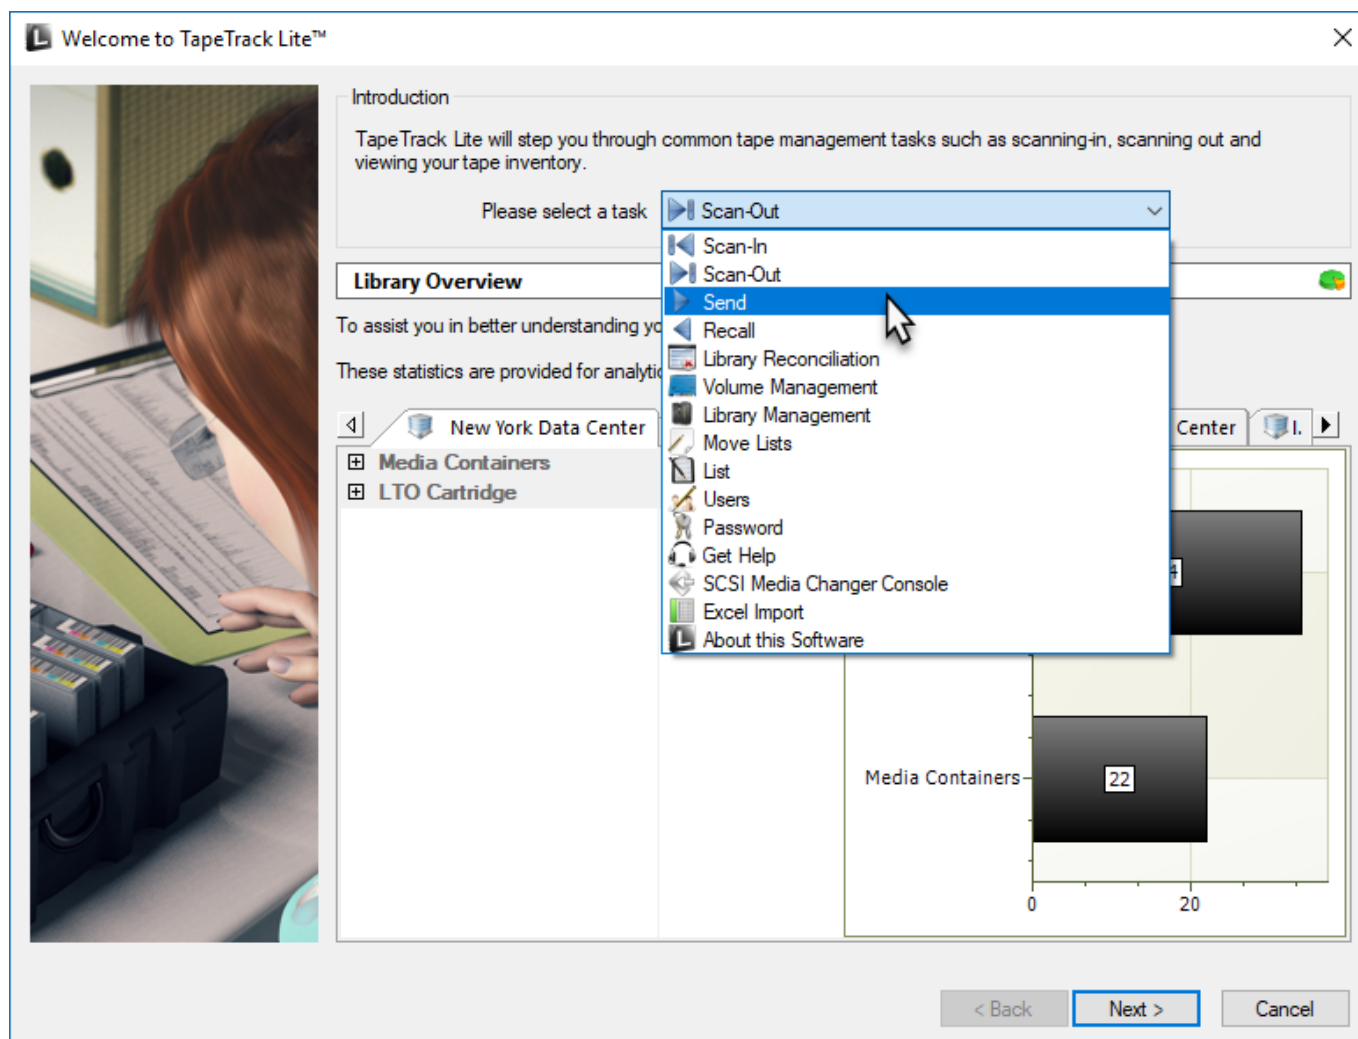 Welcome to TapeTrack Lite™
Introduction
TapeTrack Lite will step you through common tape management tasks such as scanning-in, scanning out and
viewing your tape inventory.
Please select a task
Scan-Out
Scan-In
Scan-Out
Send
Recall
Library Reconciliation
Volume Management
Library Management
Move Lists
List
Users
Password
Get Help
SCSI Media Changer Console
Excel Import
About this Software
Library Overview
To assist you in better understanding
These statistics are provided for
New York Data Center
Center
I.
Media Containers
LTO Cartridge
4
Media Containers
22
0
20
< Back
Next >
Cancel